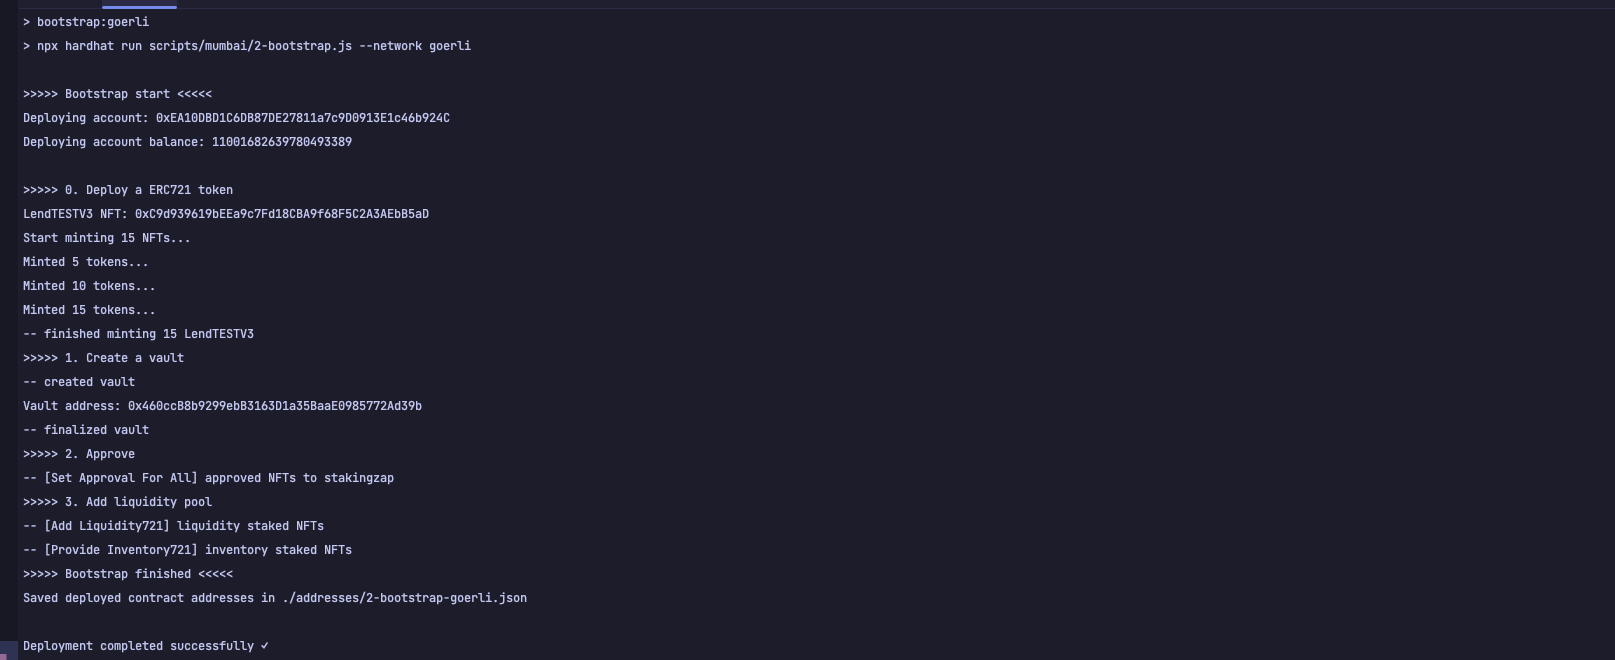 > bootstrap:goerli
> npx hardhat run scripts/mumbai/2-bootstrap.js --network goerli
>>>>> Bootstrap start <<<<<
Deploying account: 0xEA10DBD1C6DB87DE27811a7c9D0913E1c46b924C
Deploying account balance: 11001682639780493389
>>>>> 0. Deploy a ERC721 token
LendTESTV3 NFT: 0xC9d939619bEEa9c7Fd18CBA9f68F5C2A3AEbB5aD
Start minting 15 NFTs...
Minted 5 tokens...
Minted 10 tokens...
Minted 15 tokens...
-- finished minting 15 LendTESTV3
>>>>> 1. Create a vault
-- created vault
Vault address: 0x460ccB8b9299ebB3163D1a35BaaE0985772Ad39b
-- finalized vault
>>>>> 2. Approve
-- [Set Approval For All] approved NFTs to stakingzap
>>>>> 3. Add liquidity pool
-- [Add Liquidity721] liquidity staked NFTs
-- [Provide Inventory721] inventory staked NFTs
>>>>> Bootstrap finished <<<<<
Saved deployed contract addresses in ./addresses/2-bootstrap-goerli.json
Deployment completed successfully ✓